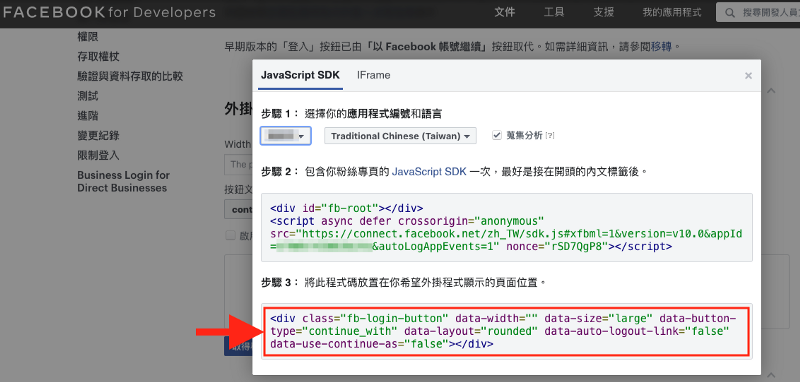 FACEBOOK for Developers 文件 工具 支援 我的應用程式 搜尋開發人員文
權限
存取權杖
驗證與資料存取的比較
測試
進階
變更紀錄
限制登入
Business Login for
Direct Businesses
早期版本的「登入」按鈕已由「以 Facebook 帳號繼續」按鈕取代。如需詳細資訊，請參閱移轉。
外掛
Width
The p
按鈕文
cont
JavaScript SDK IFrame ×
步驟 1： 選擇你的應用程式編號和語言
Traditional Chinese (Taiwan) 蒐集分析 [?]
步驟 2： 包含你粉絲專頁的 JavaScript SDK 一次，最好是接在開頭的內文標籤後。
<div id="fb-root"></div>
<script async defer crossorigin="anonymous"
src="https://connect.facebook.net/zh_TW/sdk.js#xfbml=1&version=v10.0&appId
=&autoLogAppEvents=1" nonce="rSD7QgP8"></script>
步驟 3： 將此程式碼放置在你希望外掛程式顯示的頁面位置。
<div class="fb-login-button" data-width="" data-size="large" data-button-
type="continue_with" data-layout="rounded" data-auto-logout-link="false"
data-use-continue-as="false"></div>